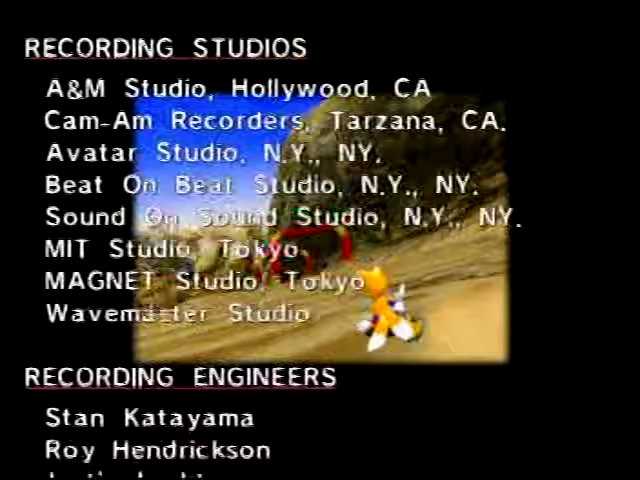 RECORDING STUDIOS
A&M Studio, Hollywood, CA
Cam-Am Recorders, Tarzana, CA.
Avatar Studio, N.Y., NY.
Beat On Beat Studio, N.Y., NY.
Sound On Sound Studio, N.Y., NY.
MIT Studio, Tokyo
MAGNET Studio, Tokyo
Wavemaster Studio
RECORDING ENGINEERS
Stan Katayama
Roy Hendrickson